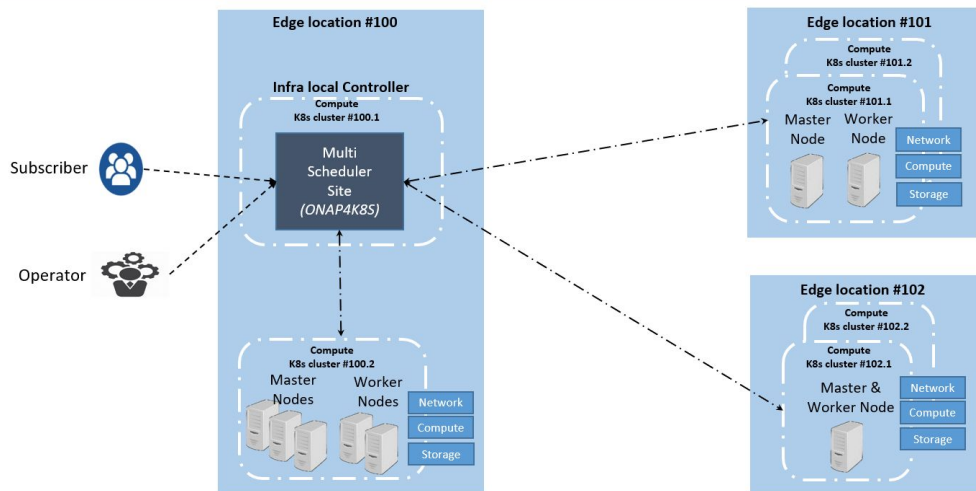 Edge location #100
Infra local Controller
Compute
K8s cluster #100.1
Multi
Scheduler
Site
(ONAP4K8S)
Subscriber
Operator
Compute
K8s cluster #100.2
Master
Nodes
Worker
Nodes
Network
Compute
Storage
Edge location #101
Compute
K8s cluster #101.2
Compute
K8s cluster #101.1
Master
Node
Worker
Node
Network
Compute
Storage
Edge location #102
Compute
K8s cluster #102.2
Compute
K8s cluster #102.1
Master &
Worker Node
Network
Compute
Storage